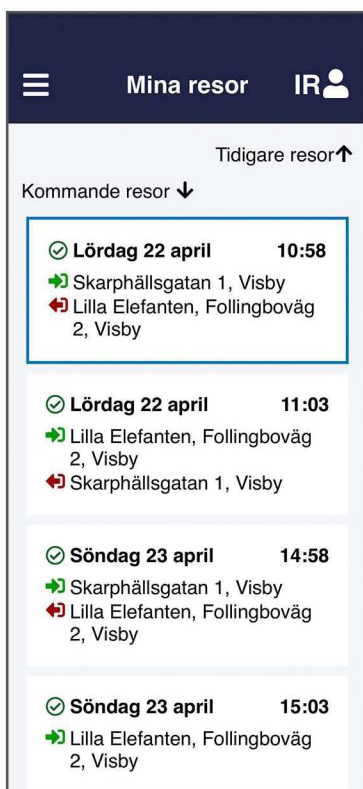 Mina resor
IR
Tidigare resor
Kommande resor
Lördag 22 april 10:58
Skarphällsgatan 1, Visby
Lilla Elefanten, Follingboväg
2, Visby
Lördag 22 april 11:03
Lilla Elefanten, Follingboväg
2, Visby
Skarphällsgatan 1, Visby
Söndag 23 april 14:58
Skarphällsgatan 1, Visby
Lilla Elefanten, Follingboväg
2, Visby
Söndag 23 april 15:03
Lilla Elefanten, Follingboväg
2, Visby